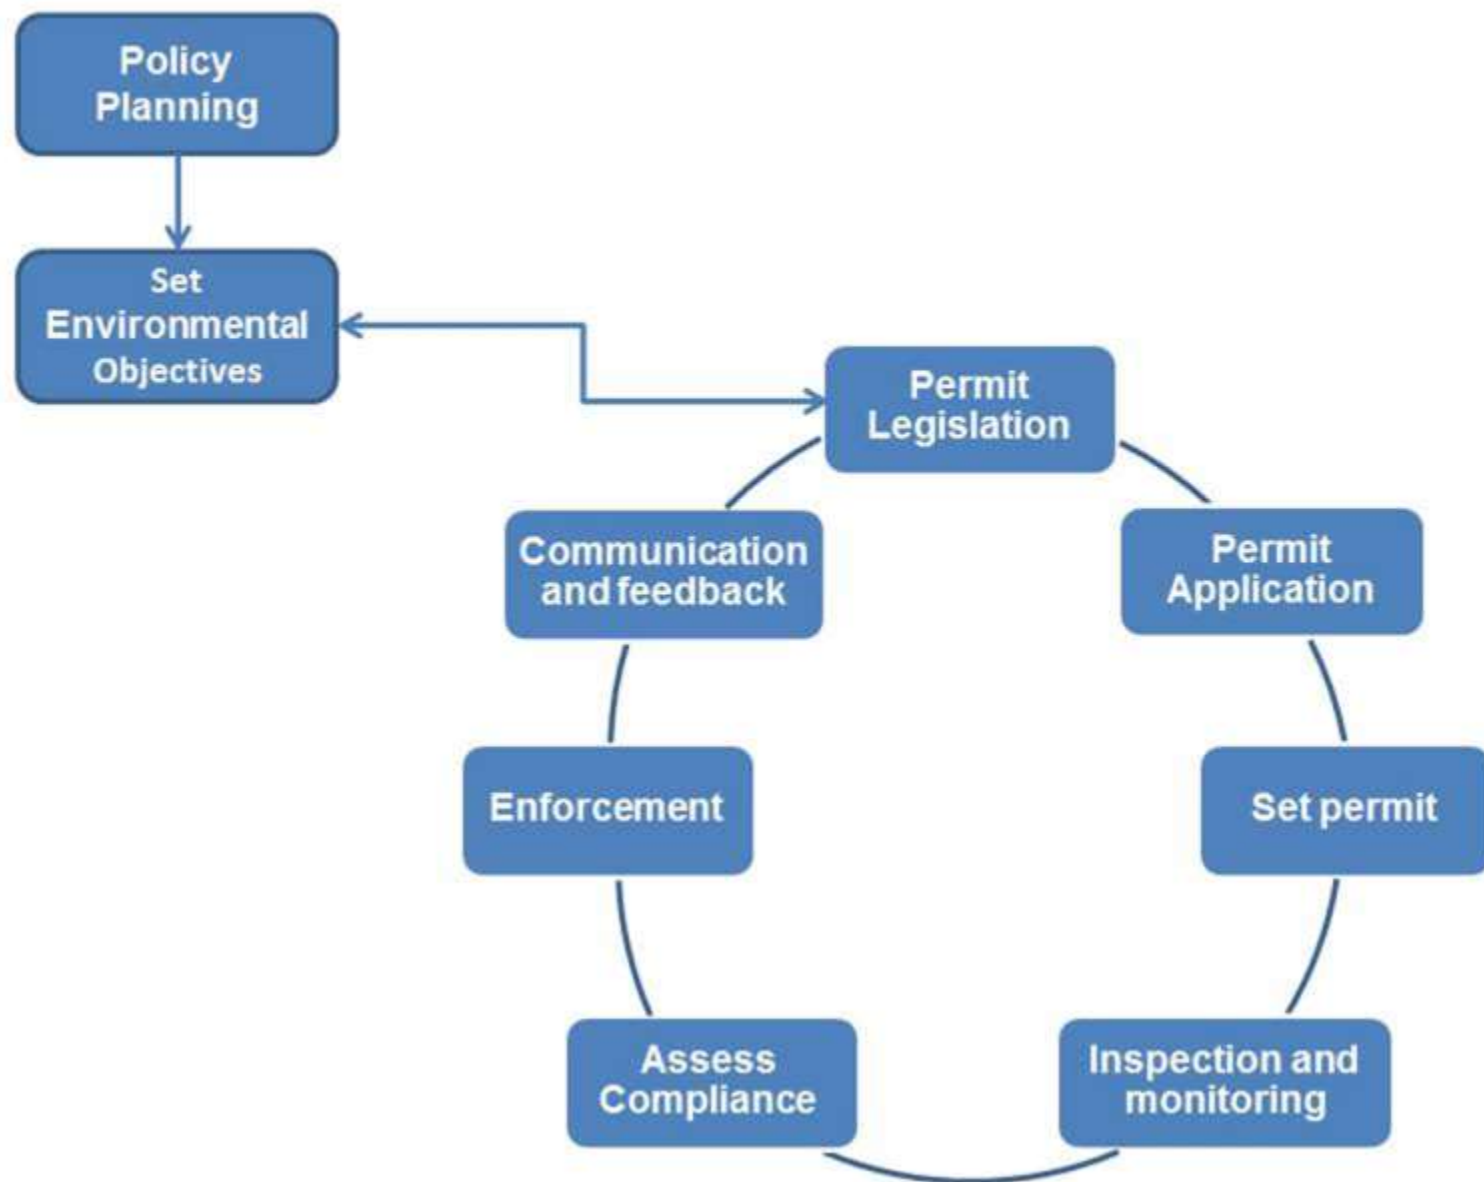 Policy
Planning
Set
Environmental
Objectives
Permit
Legislation
Permit
Application
Set permit
Inspection and
monitoring
Assess
Compliance
Enforcement
Communication
and feedback